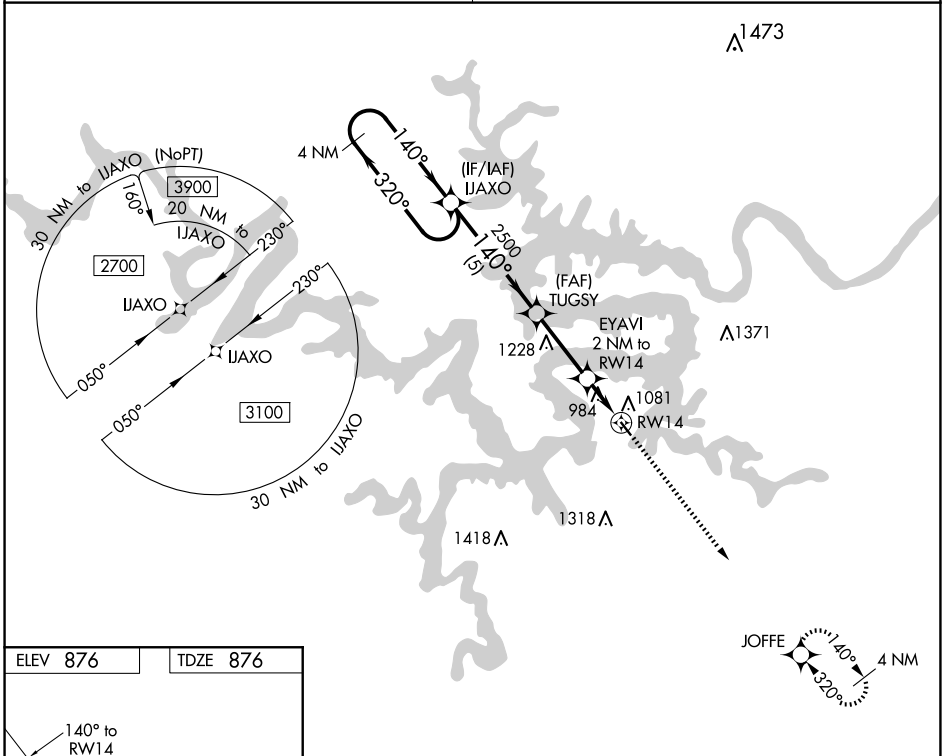 1473
4 NM
140°
320°
(IF/IAF)
IJAXO
30 NM to IJAXO (NoPT)
3900
160°
20 NM to
IJAXO
230°
2700
IJAXO
050°
230°
IJAXO
050°
3100
30 NM to IJAXO
2500
140°
(5)
(FAF)
TUGSY
1228
EYAVI
2 NM to
RW14
1371
984
1081
RW14
1418
1318
JOFFE
140°
4 NM
320°
ELEV 876
TDZE 876
140° to
RW14